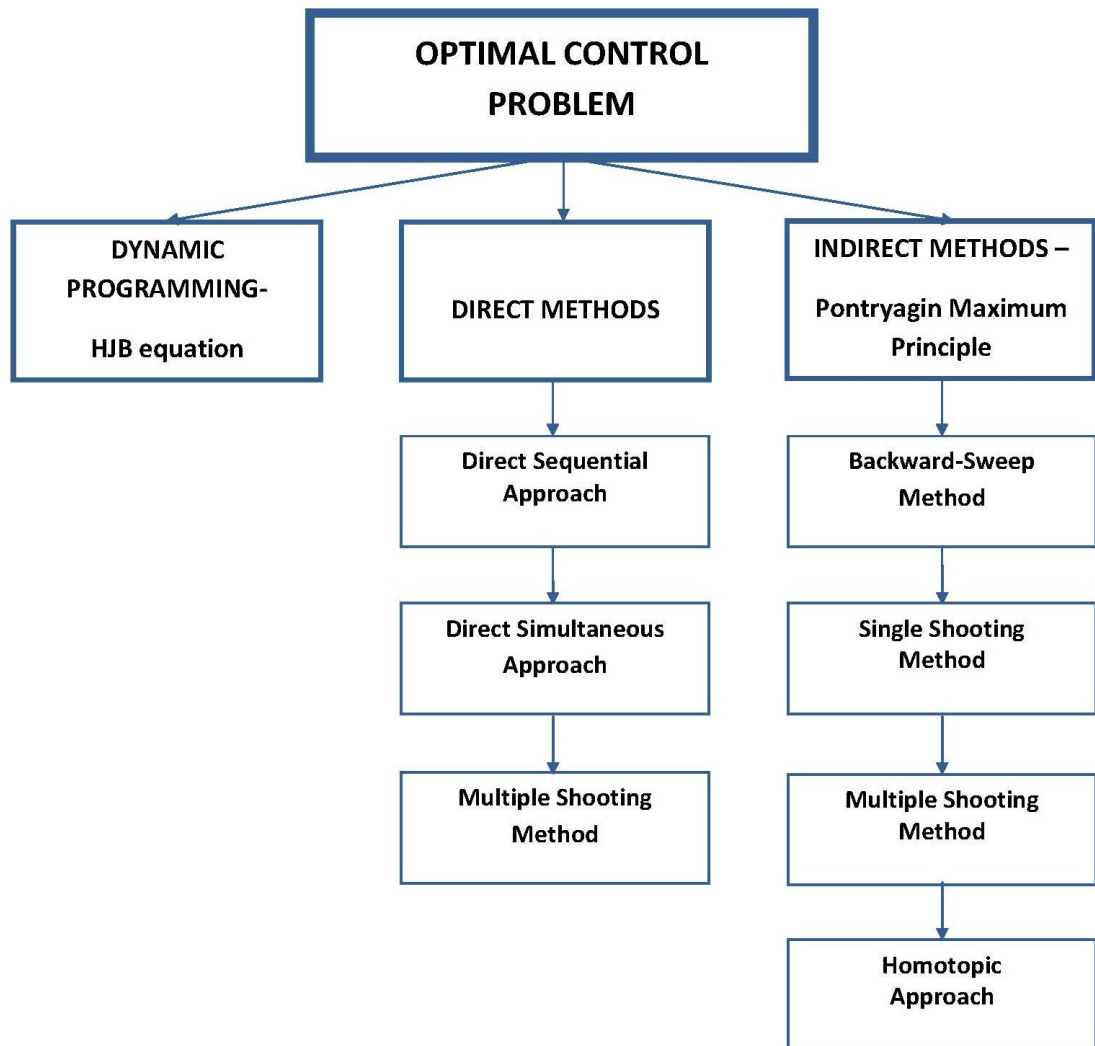 OPTIMAL CONTROL
PROBLEM
DYNAMIC
PROGRAMMING-
HJB equation
DIRECT METHODS
INDIRECT METHODS –
Pontryagin Maximum
Principle
Direct Sequential
Approach
Backward-Sweep
Method
Direct Simultaneous
Approach
Single Shooting
Method
Multiple Shooting
Method
Multiple Shooting
Method
Homotopic
Approach